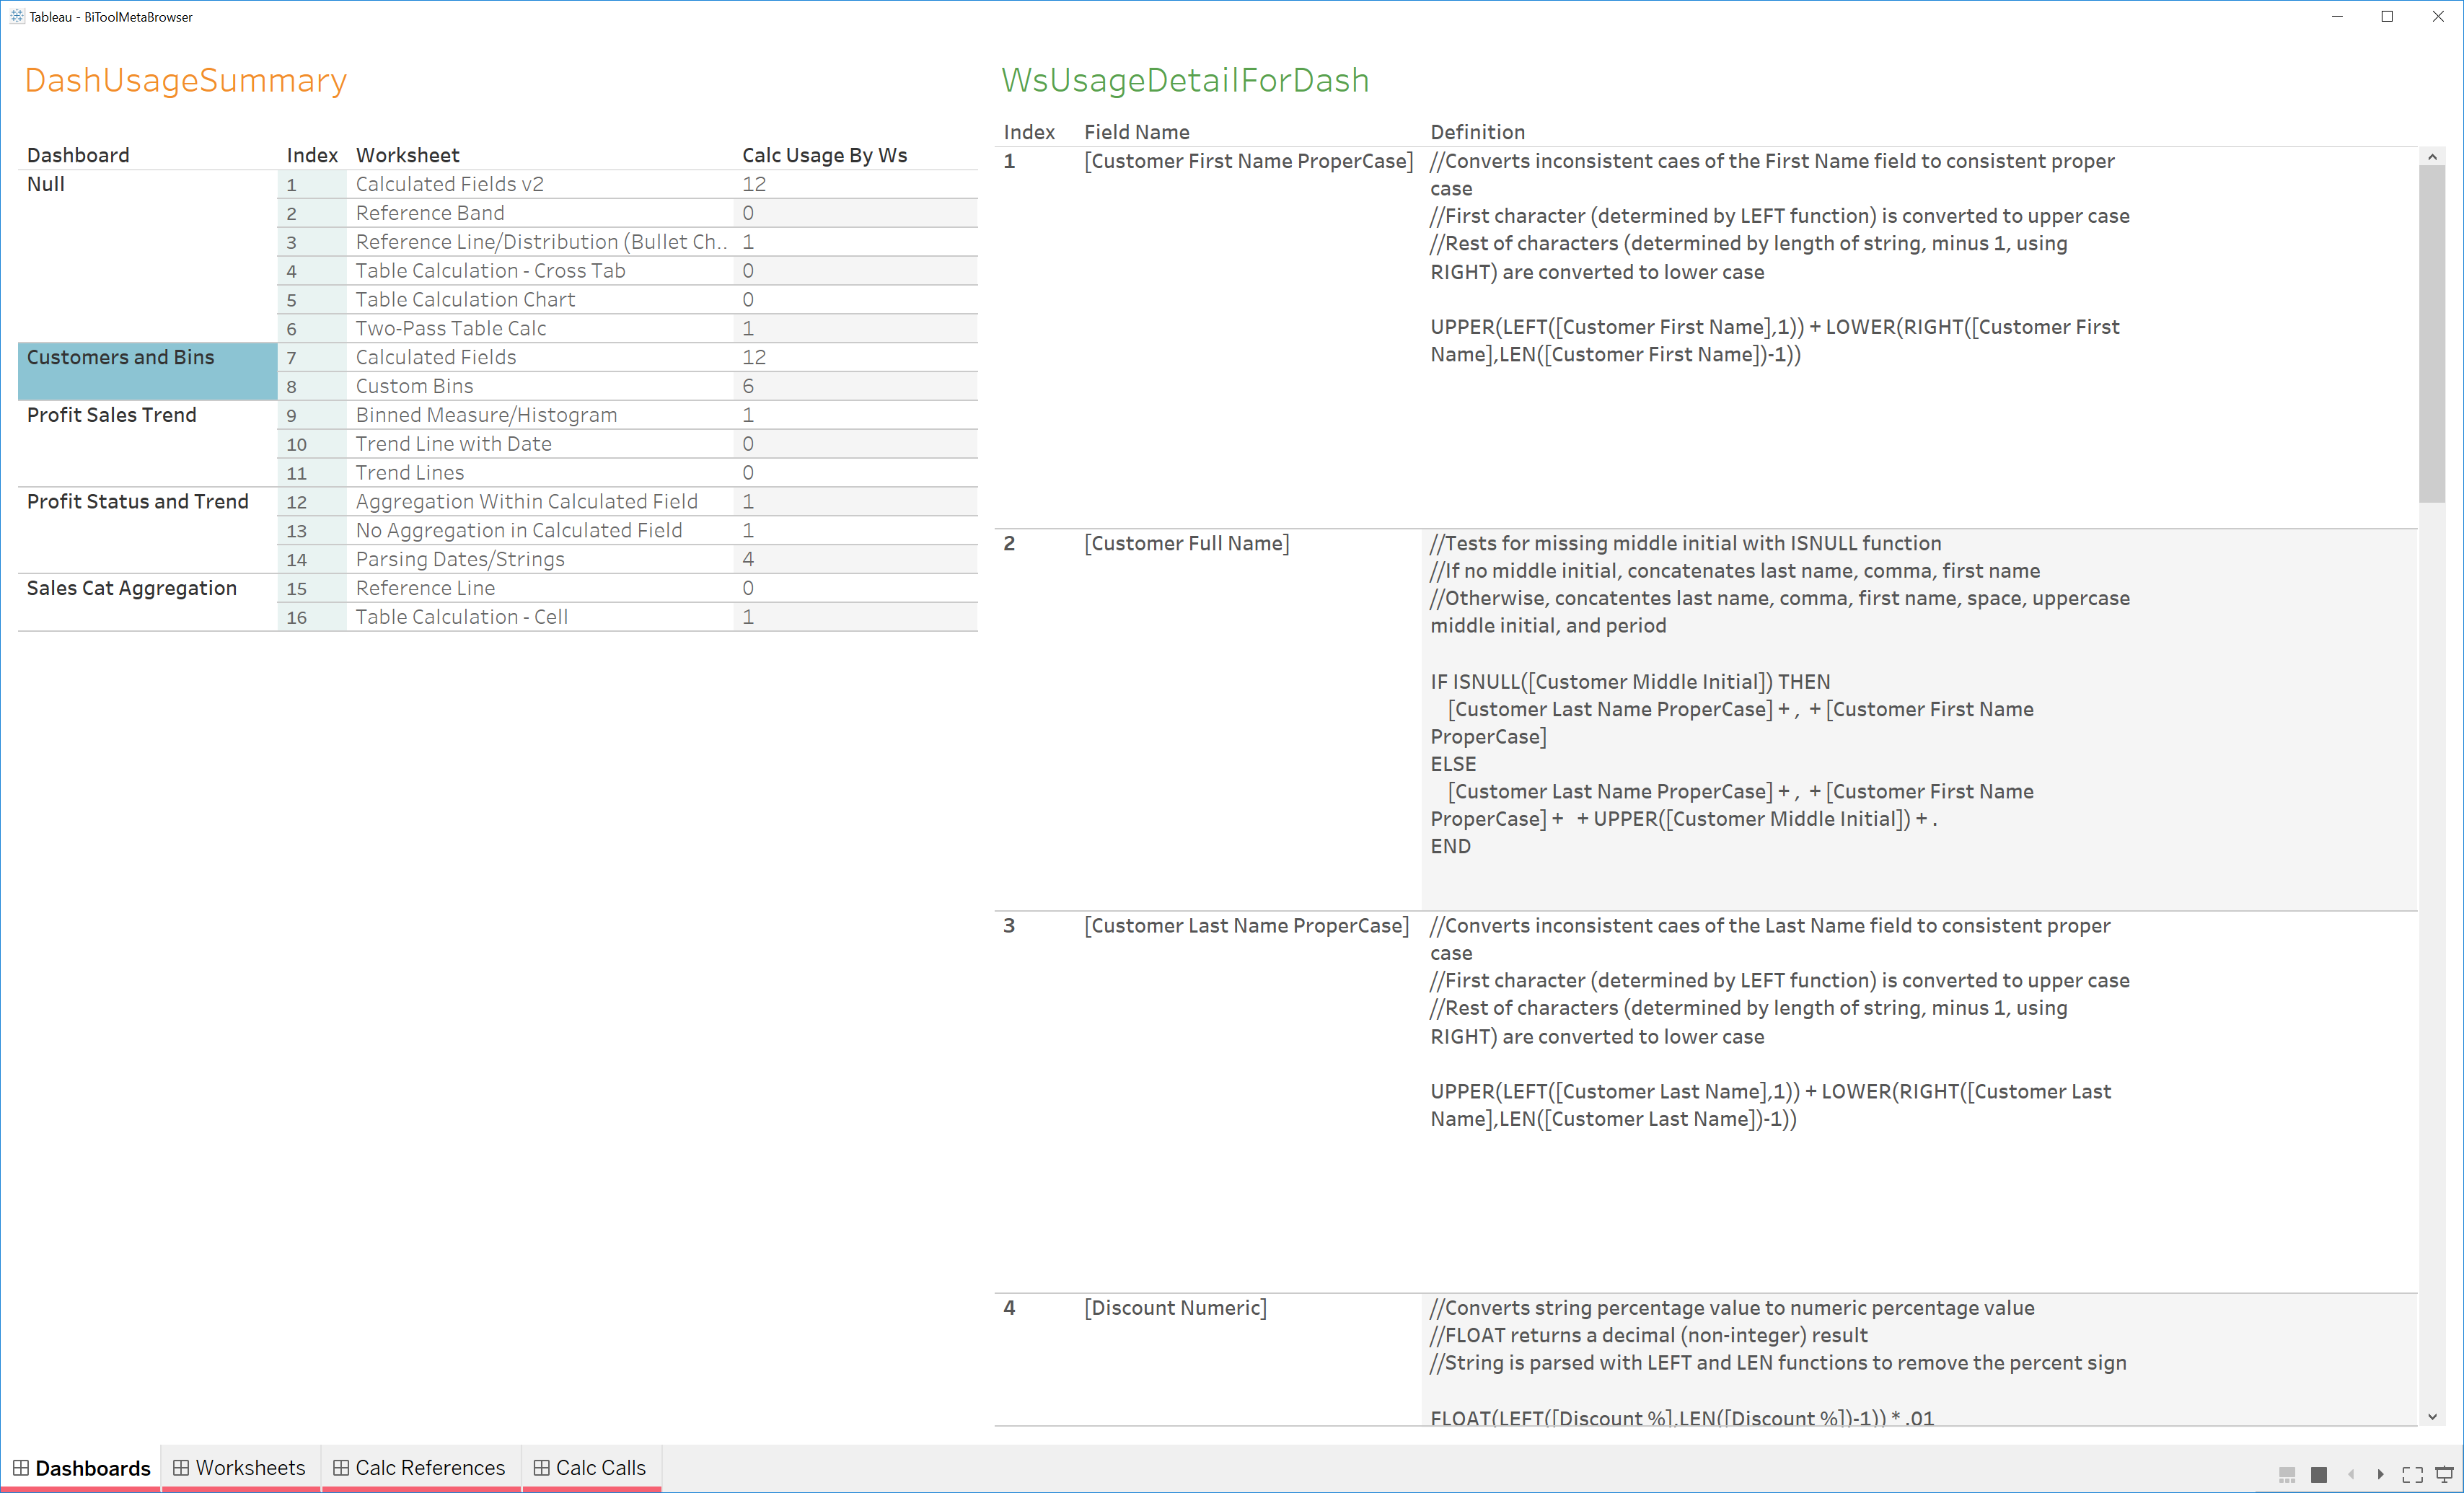 Tableau - BiToolMetaBrowser
DashUsageSummary
Dashboard Index Worksheet Calc Usage By Ws
Null 1 Calculated Fields v2 12
2 Reference Band 0
3 Reference Line/Distribution (Bullet Ch.. 1
4 Table Calculation - Cross Tab 0
5 Table Calculation Chart 0
6 Two-Pass Table Calc 1
Customers and Bins 7 Calculated Fields 12
8 Custom Bins 6
Profit Sales Trend 9 Binned Measure/Histogram 1
10 Trend Line with Date 0
11 Trend Lines 0
Profit Status and Trend 12 Aggregation Within Calculated Field 1
13 No Aggregation in Calculated Field 1
14 Parsing Dates/Strings 4
Sales Cat Aggregation 15 Reference Line 0
16 Table Calculation - Cell 1
WsUsageDetailForDash
Index Field Name Definition
1 [Customer First Name ProperCase] //Converts inconsistent caes of the First Name field to consistent proper
case
//First character (determined by LEFT function) is converted to upper case
//Rest of characters (determined by length of string, minus 1, using
RIGHT) are converted to lower case
UPPER(LEFT([Customer First Name],1)) + LOWER(RIGHT([Customer First
Name],LEN([Customer First Name])-1))
2 [Customer Full Name] //Tests for missing middle initial with ISNULL function
//If no middle initial, concatenates last name, comma, first name
//Otherwise, concatentes last name, comma, first name, space, uppercase
middle initial, and period
IF ISNULL([Customer Middle Initial]) THEN
[Customer Last Name ProperCase] + , + [Customer First Name
ProperCase]
ELSE
[Customer Last Name ProperCase] + , + [Customer First Name
ProperCase] + + UPPER([Customer Middle Initial]) + .
END
3 [Customer Last Name ProperCase] //Converts inconsistent caes of the Last Name field to consistent proper
case
//First character (determined by LEFT function) is converted to upper case
//Rest of characters (determined by length of string, minus 1, using
RIGHT) are converted to lower case
UPPER(LEFT([Customer Last Name],1)) + LOWER(RIGHT([Customer Last
Name],LEN([Customer Last Name])-1))
4 [Discount Numeric] //Converts string percentage value to numeric percentage value
//FLOAT returns a decimal (non-integer) result
//String is parsed with LEFT and LEN functions to remove the percent sign
FLOAT(LEFT([Discount %],LEN([Discount %])-1)) * .01
Dashboards Worksheets Calc References Calc Calls